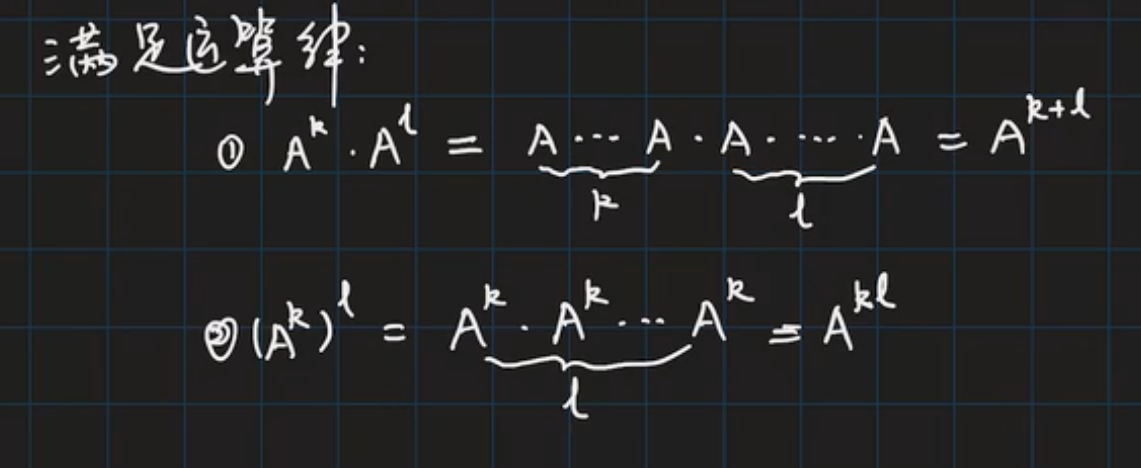 满足运算律:
① A^k · A^l = A ⋯ A · A · ⋯ · A = A^{k+l}
k l
② (A^k)^l = A^k · A^k · ⋯ A^k = A^{kl}
l